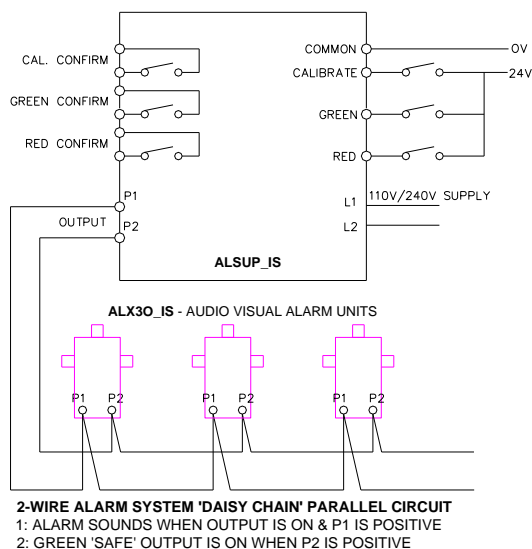 COMMON
0V
CAL. CONFIRM
CALIBRATE
24V
GREEN CONFIRM
GREEN
RED CONFIRM
RED
P1
L1
110V/240V SUPPLY
OUTPUT
P2
L2
ALSUP_IS
ALX30_IS - AUDIO VISUAL ALARM UNITS
P1 P2
P1 P2
P1 P2
2-WIRE ALARM SYSTEM 'DAISY CHAIN' PARALLEL CIRCUIT
1: ALARM SOUNDS WHEN OUTPUT IS ON & P1 IS POSITIVE
2: GREEN 'SAFE' OUTPUT IS ON WHEN P2 IS POSITIVE